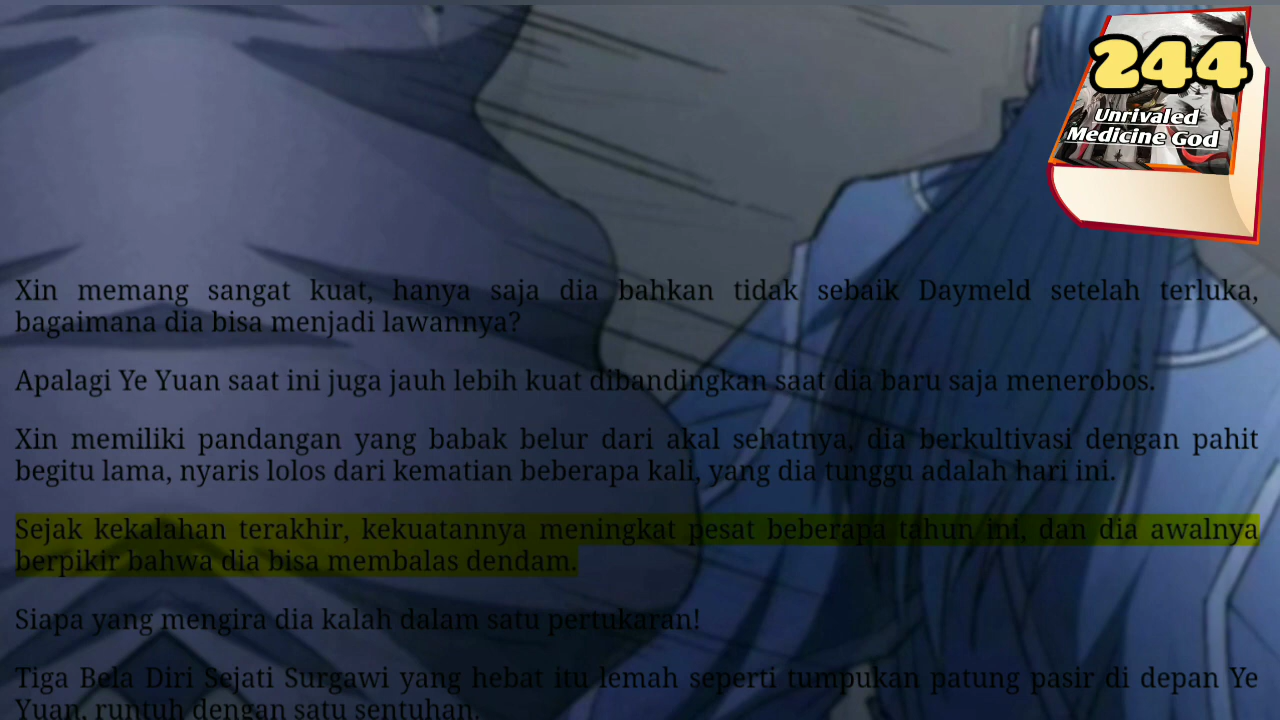 244
Unrivaled
Medicine God
Xin memang sangat kuat, hanya saja dia bahkan tidak sebaik Daymeld setelah terluka,
bagaimana dia bisa menjadi lawannya?
Apalagi Ye Yuan saat ini juga jauh lebih kuat dibandingkan saat dia baru saja menerobos.
Xin memiliki pandangan yang babak belur dari akal sehatnya, dia berkultivasi dengan pahit
begitu lama, nyaris lolos dari kematian beberapa kali, yang dia tunggu adalah hari ini.
Sejak kekalahan terakhir, kekuatannya meningkat pesat beberapa tahun ini, dan dia awalnya
berpikir bahwa dia bisa membalas dendam.
Siapa yang mengira dia kalah dalam satu pertukaran!
Tiga Bela Diri Sejati Surgawi yang hebat itu lemah seperti tumpukan patung pasir di depan Ye
Yuan, runtuh dengan satu sentuhan.